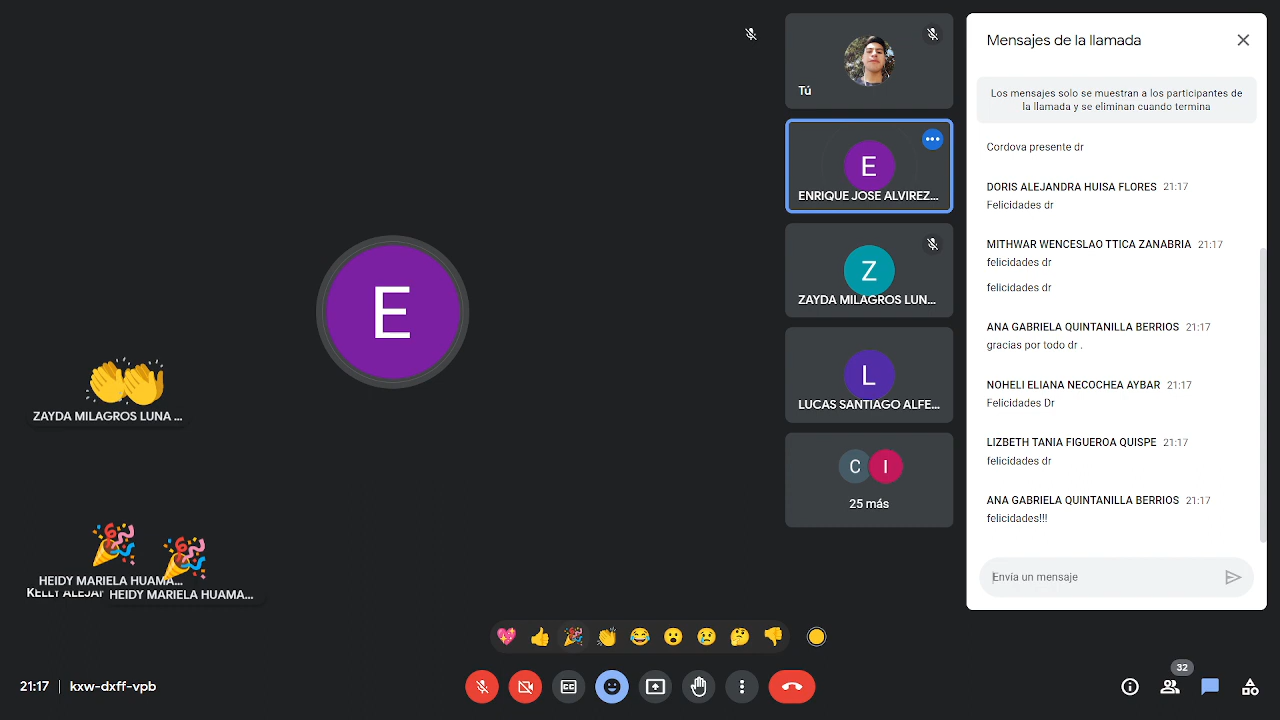 Tú
E
ENRIQUE JOSE ALVIREZ...
Z
ZAYDA MILAGROS LUN...
L
LUCAS SANTIAGO ALFE...
C I
25 más
E
ZAYDA MILAGROS LUNA ...
HEIDY MARIELA HUAMA...
KELLY ALEJAN
HEIDY MARIELA HUAMA...
Mensajes de la llamada
Los mensajes solo se muestran a los participantes de
la llamada y se eliminan cuando termina
Cordova presente dr
DORIS ALEJANDRA HUISA FLORES 21:17
Felicidades dr
MITHWAR WENCESLAO TTICA ZANABRIA 21:17
felicidades dr
felicidades dr
ANA GABRIELA QUINTANILLA BERRIOS 21:17
gracias por todo dr .
NOHELI ELIANA NECOCHEA AYBAR 21:17
Felicidades Dr
LIZBETH TANIA FIGUEROA QUISPE 21:17
felicidades dr
ANA GABRIELA QUINTANILLA BERRIOS 21:17
felicidades!!!
Envía un mensaje
21:17 | kxw-dxff-vpb
CC
32